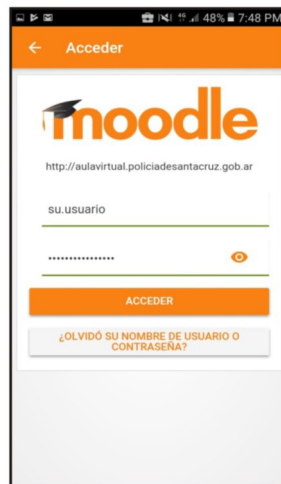 48% 7:48 PM
Acceder
moodle
http://aulavirtual.policiadesantacruz.gob.ar
su.usuario
••••••••••••••••
ACCEDER
¿OLVIDÓ SU NOMBRE DE USUARIO O
CONTRASEÑA?